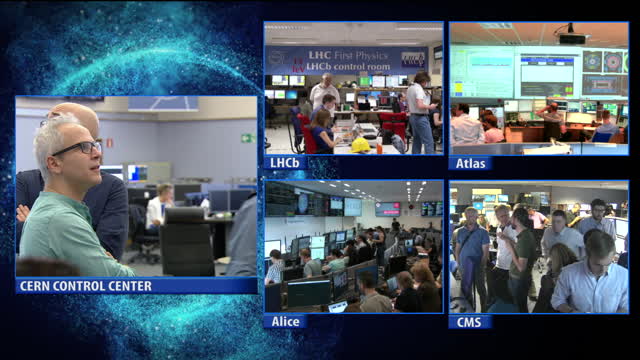 CERN CONTROL CENTER
LHC First Physics
LHCb control room
LHCb
Atlas
Alice
CMS